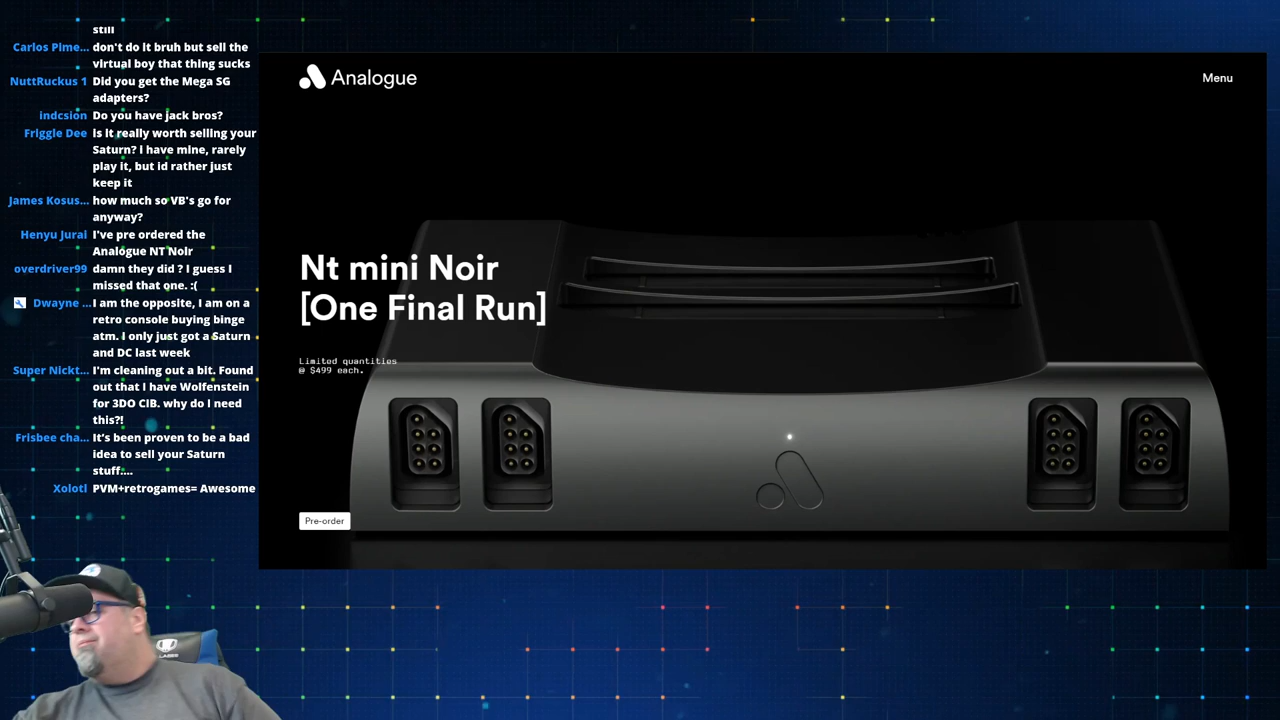 still
Carlos Pime... don't do it bruh but sell the
virtual boy that thing sucks
NuttRuckus 1 Did you get the Mega SG
adapters?
indcsion Do you have jack bros?
Friggle Dee Is it really worth selling your
Saturn? I have mine, rarely
play it, but id rather just
keep it
James Kosus... how much so VB's go for
anyway?
Henyu Jurai I've pre ordered the
Analogue NT Noir
overdriver99 damn they did ? I guess I
missed that one. :(
Dwayne ... I am the opposite, I am on a
retro console buying binge
atm. I only just got a Saturn
and DC last week
Super Nickt... I'm cleaning out a bit. Found
out that I have Wolfenstein
for 3DO CIB. why do I need
this?!
Frisbee cha... It's been proven to be a bad
idea to sell your Saturn
stuff....
Xolotl PVM+retrogames= Awesome
Analogue
Menu
Nt mini Noir
[One Final Run]
Limited quantities
@ $499 each.
Pre-order